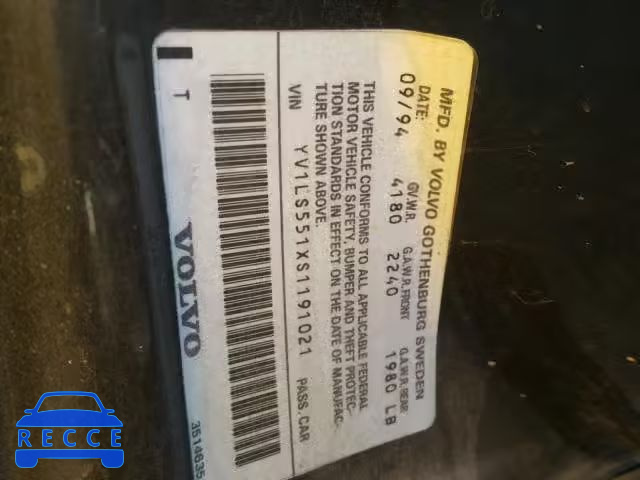 MFD. BY VOLVO GOTHENBURG SWEDEN
DATE: G.V.W.R. G.A.W.R. FRONT G.A.W.R. REAR
09/94 4180 2240 1980 LB
THIS VEHICLE CONFORMS TO ALL APPLICABLE FEDERAL
MOTOR VEHICLE SAFETY, BUMPER AND THEFT PROTEC-
TION STANDARDS IN EFFECT ON THE DATE OF MANUFAC-
TURE SHOWN ABOVE.
VIN YV1LS551XS1191021 PASS.CAR
T
VOLVO
3514635
RECCE